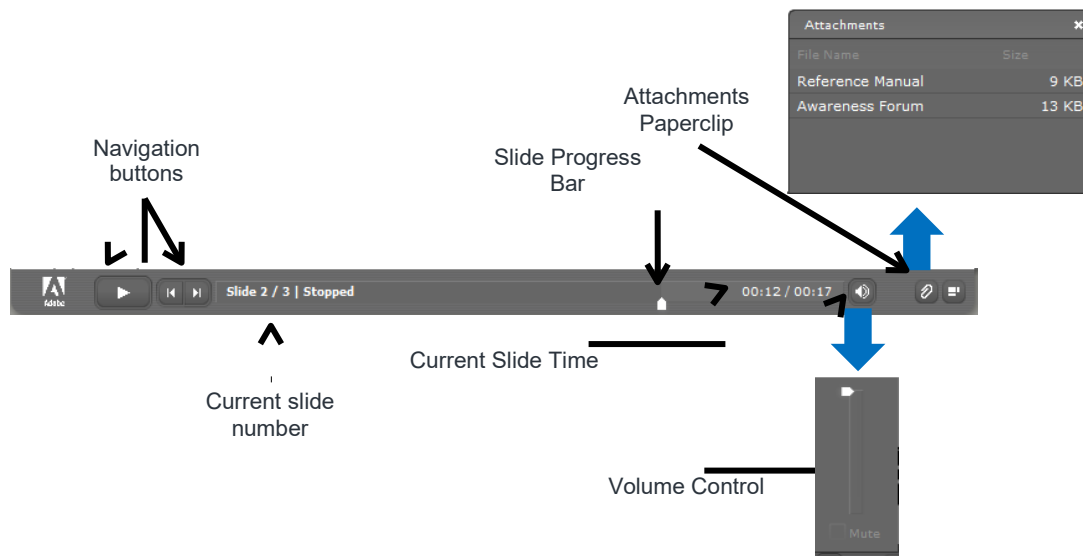 Attachments
File Name Size
Reference Manual 9 KB
Awareness Forum 13 KB
Attachments
Paperclip
Navigation
buttons
Slide Progress
Bar
Adobe
Slide 2 / 3 | Stopped
00:12 / 00:17
Current Slide Time
Current slide
number
Volume Control
Mute